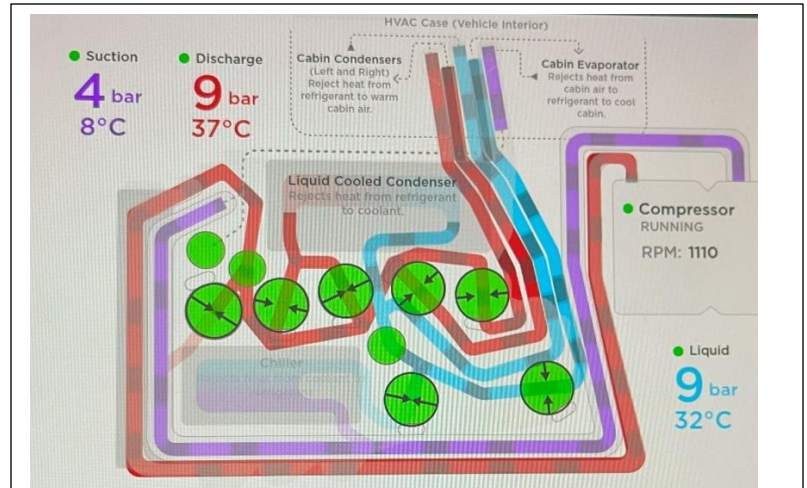 HVAC Case (Vehicle Interior)
Suction
4 bar
8°C
Discharge
9 bar
37°C
Cabin Condensers
(Left and Right)
Reject heat from
refrigerant to warm
cabin air.
Cabin Evaporator
Rejects heat from
cabin air to
refrigerant to cool
cabin.
Liquid Cooled Condenser
Rejects heat from refrigerant
to coolant.
Compressor
RUNNING
RPM: 1110
Chiller
Liquid
9 bar
32°C